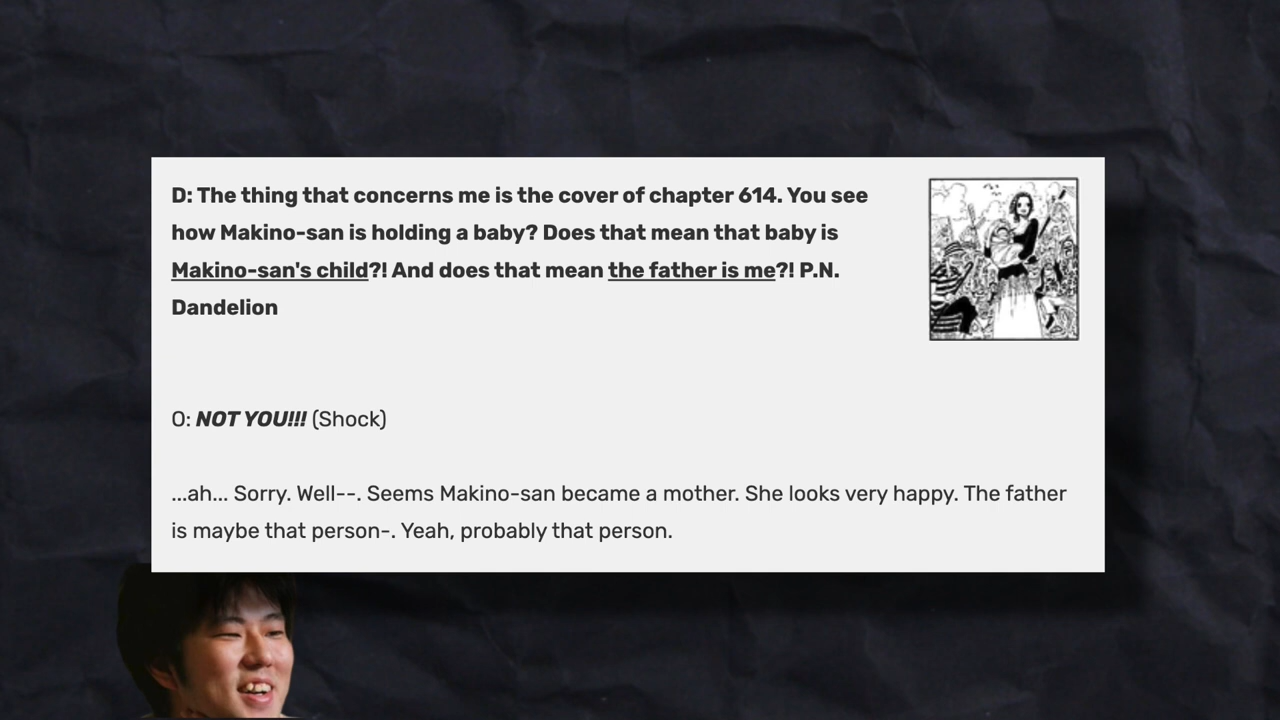 D: The thing that concerns me is the cover of chapter 614. You see
how Makino-san is holding a baby? Does that mean that baby is
Makino-san's child?! And does that mean the father is me?! P.N.
Dandelion
O: NOT YOU!!! (Shock)
...ah... Sorry. Well--. Seems Makino-san became a mother. She looks very happy. The father
is maybe that person-. Yeah, probably that person.